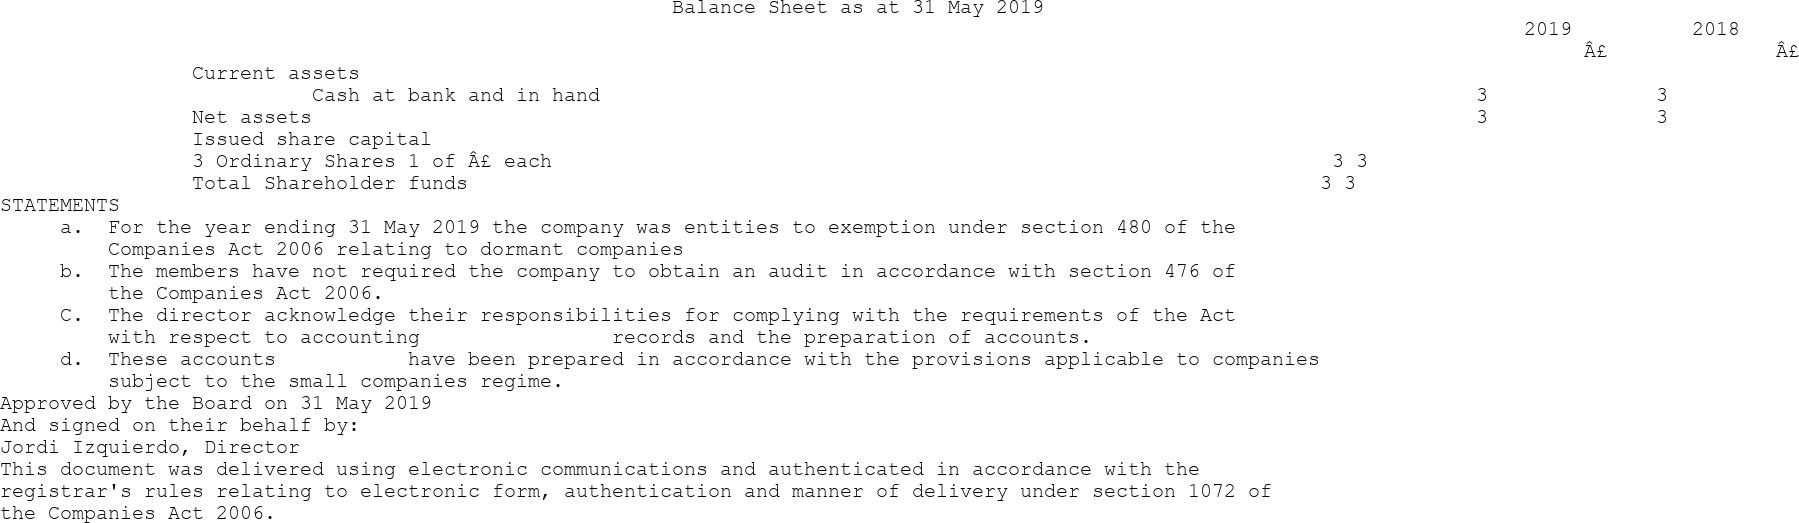 Balance Sheet as at 31 May 2019
2019 2018
Â£ Â£
Current assets
Cash at bank and in hand 3 3
Net assets 3 3
Issued share capital
3 Ordinary Shares 1 of Â£ each 3 3
Total Shareholder funds 3 3
STATEMENTS
a. For the year ending 31 May 2019 the company was entities to exemption under section 480 of the
Companies Act 2006 relating to dormant companies
b. The members have not required the company to obtain an audit in accordance with section 476 of
the Companies Act 2006.
C. The director acknowledge their responsibilities for complying with the requirements of the Act
with respect to accounting records and the preparation of accounts.
d. These accounts have been prepared in accordance with the provisions applicable to companies
subject to the small companies regime.
Approved by the Board on 31 May 2019
And signed on their behalf by:
Jordi Izquierdo, Director
This document was delivered using electronic communications and authenticated in accordance with the
registrar's rules relating to electronic form, authentication and manner of delivery under section 1072 of
the Companies Act 2006.